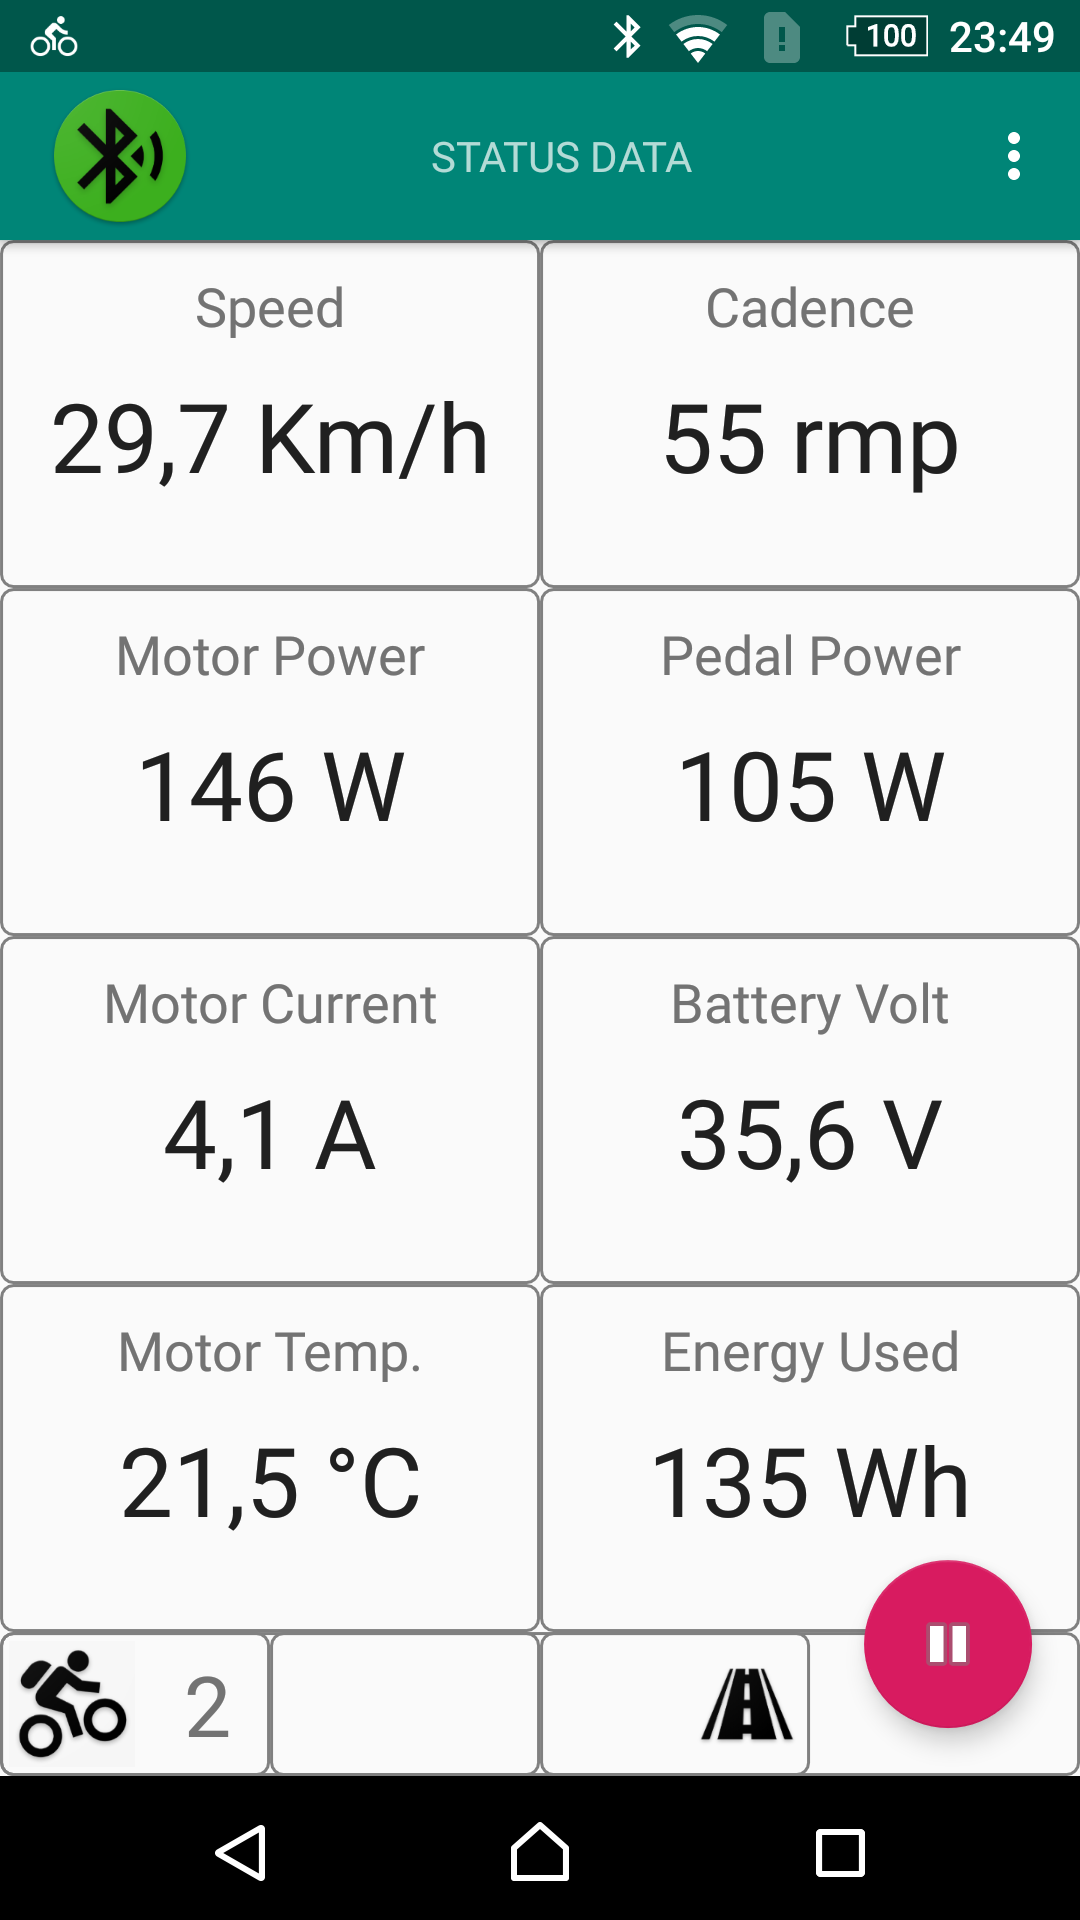 100 23:49
STATUS DATA
Speed
Cadence
29,7 Km/h
55 rmp
Motor Power
Pedal Power
146 W
105 W
Motor Current
Battery Volt
4,1 A
35,6 V
Motor Temp.
Energy Used
21,5 °C
135 Wh
2